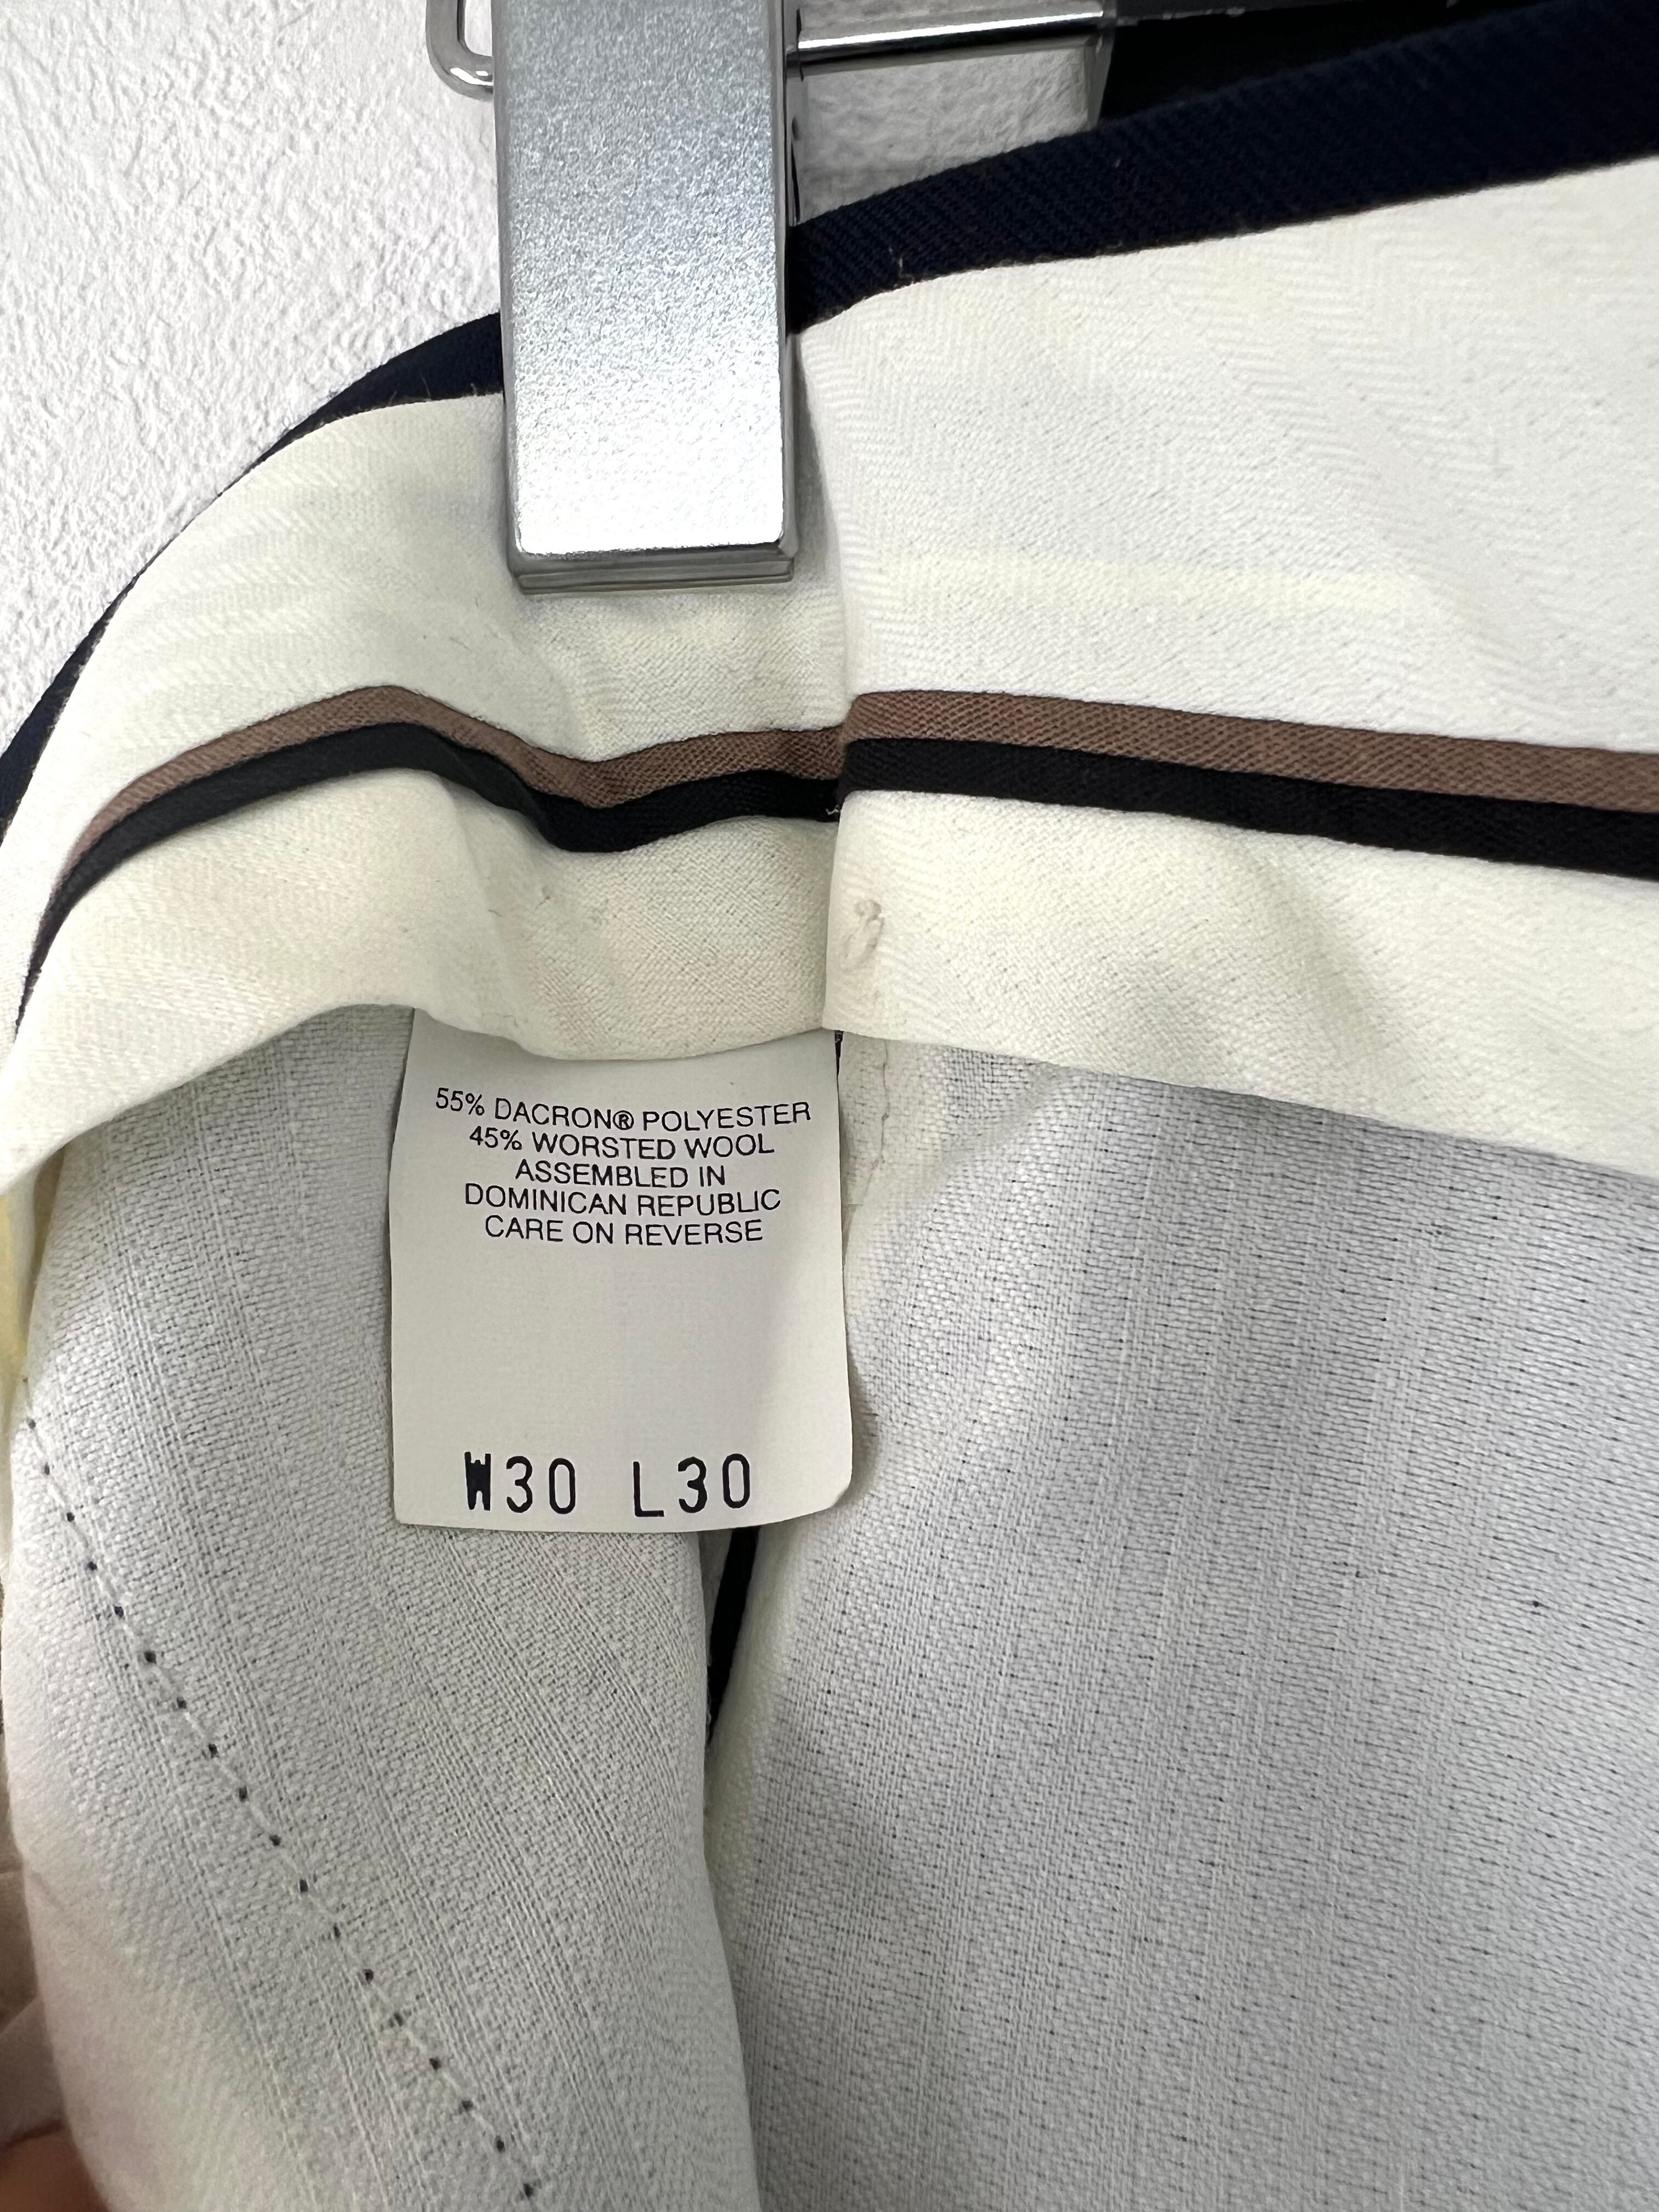 55% DACRON® POLYESTER
45% WORSTED WOOL
ASSEMBLED IN
DOMINICAN REPUBLIC
CARE ON REVERSE
W30 L30